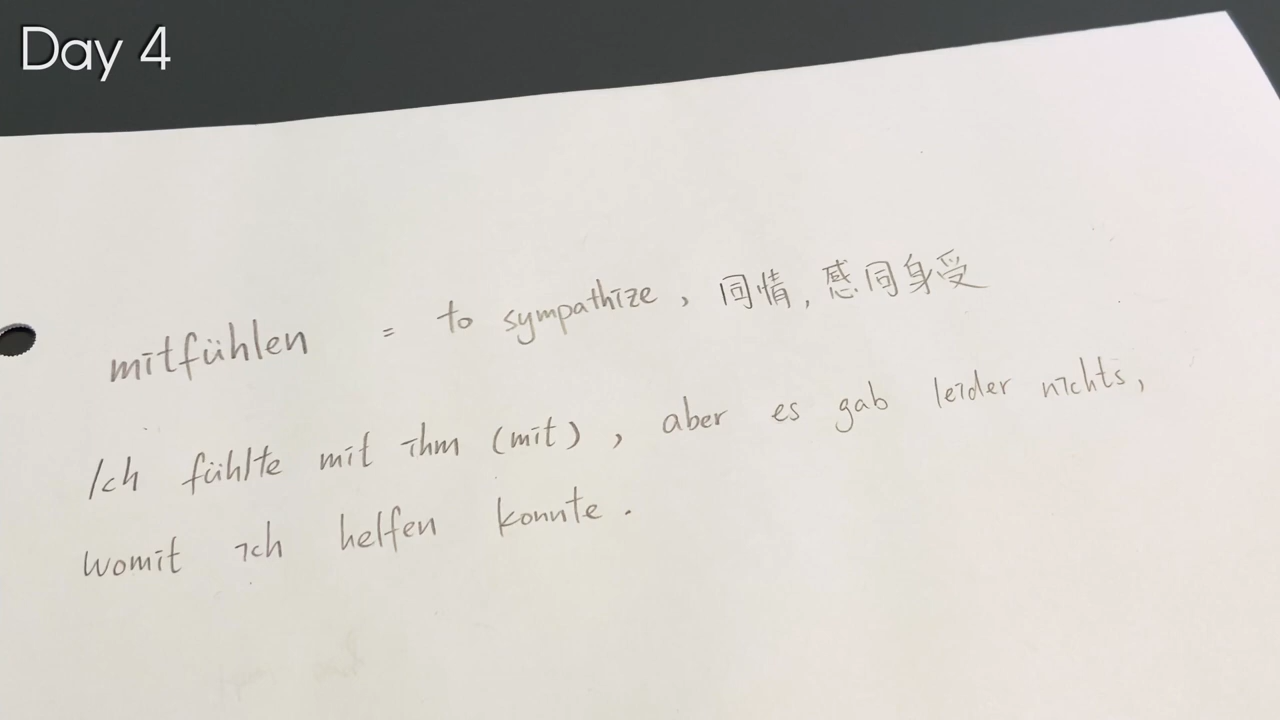 Day 4
mitfühlen = to sympathize, 同情, 感同身受
Ich fühlte mit ihm (mit), aber es gab leider nichts,
womit ich helfen konnte.